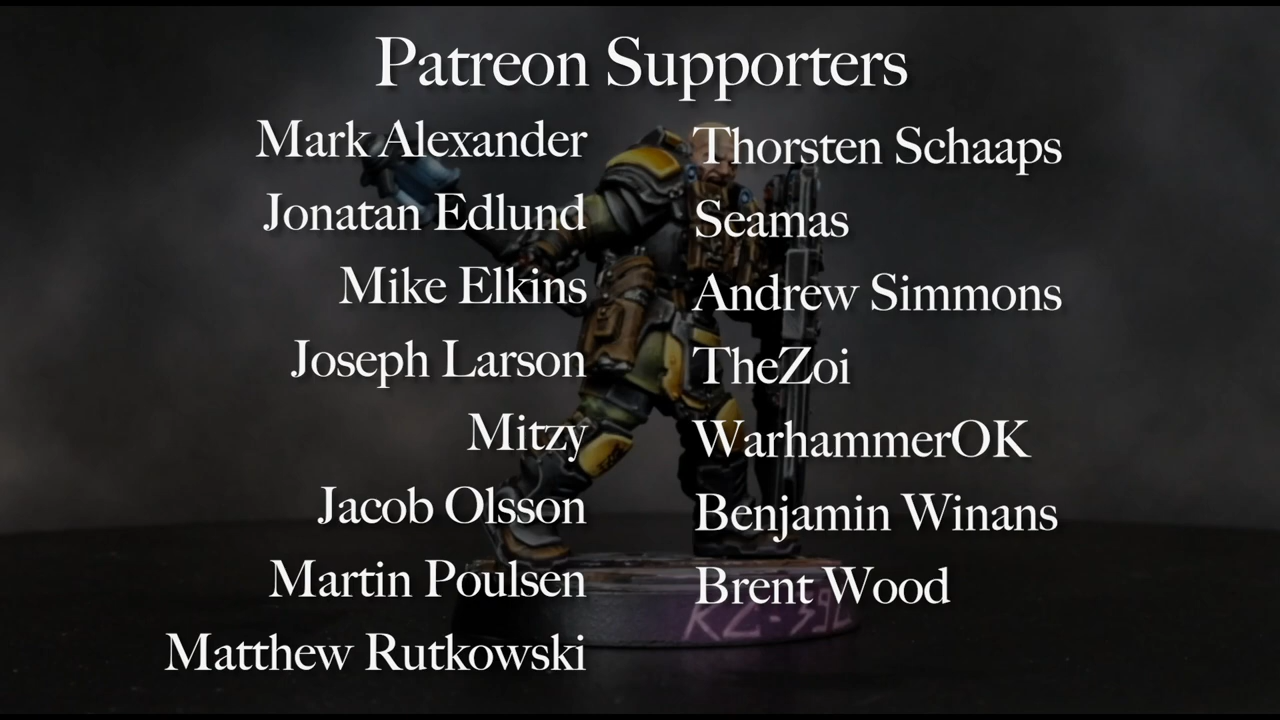 Patreon Supporters
Mark Alexander
Jonatan Edlund
Mike Elkins
Joseph Larson
Mitzy
Jacob Olsson
Martin Poulsen
Matthew Rutkowski
Thorsten Schaaps
Seamas
Andrew Simmons
TheZoi
WarhammerOK
Benjamin Winans
Brent Wood